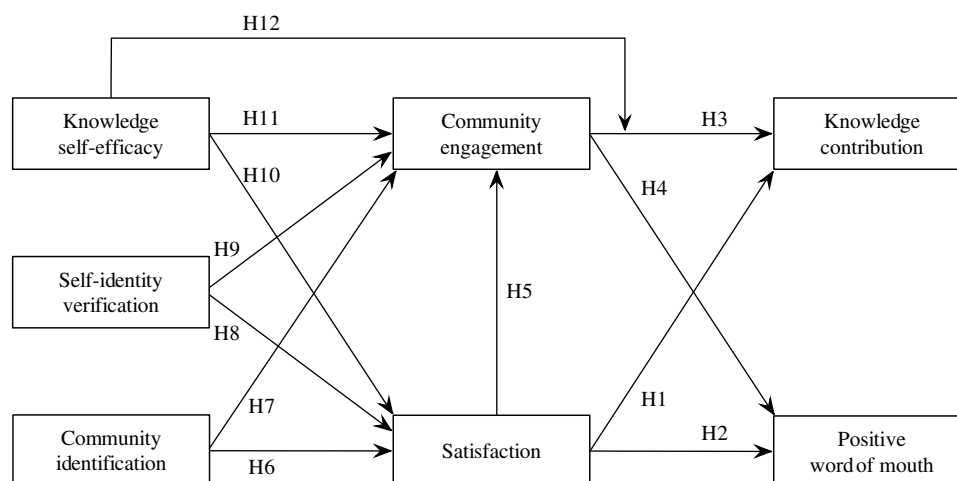 H12
Knowledge
self-efficacy
H11
Community
engagement
H3
Knowledge
contribution
H10
H4
H9
Self-identity
verification
H5
H8
H7
H1
Community
identification
H6
Satisfaction
H2
Positive
word of mouth